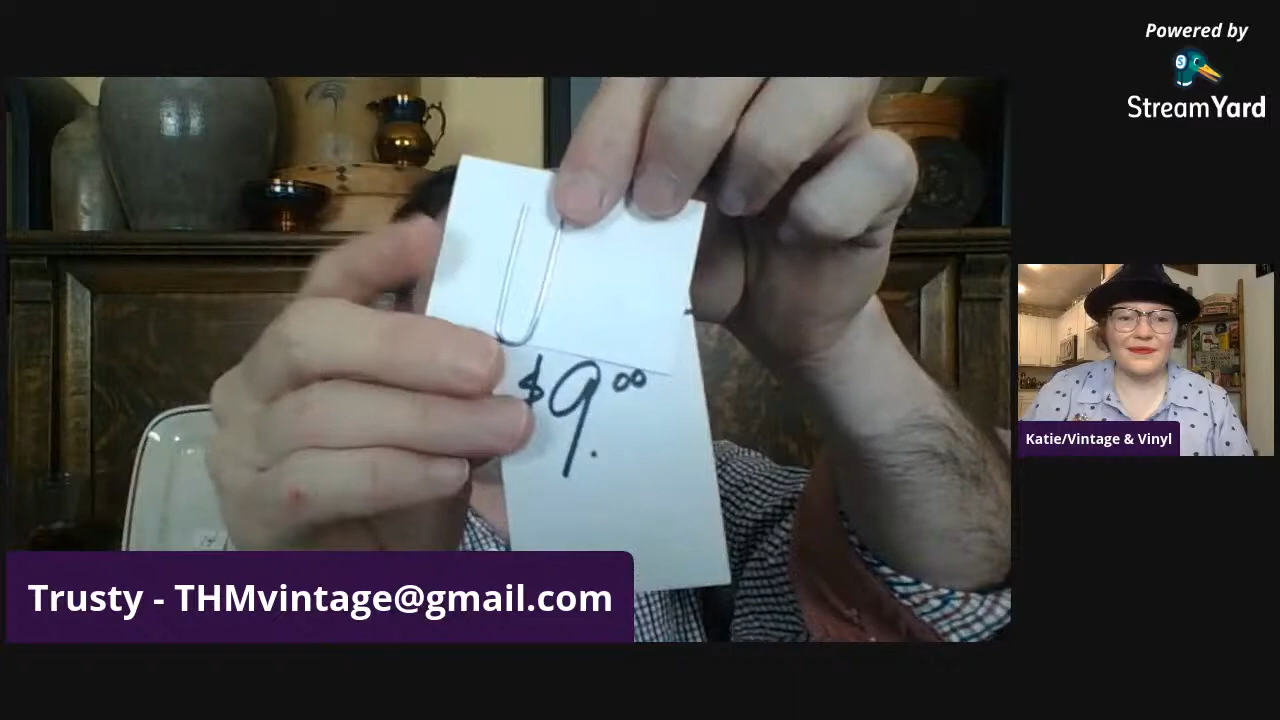 Powered by
StreamYard
$9.00
Katie/Vintage & Vinyl
Trusty - THMvintage@gmail.com